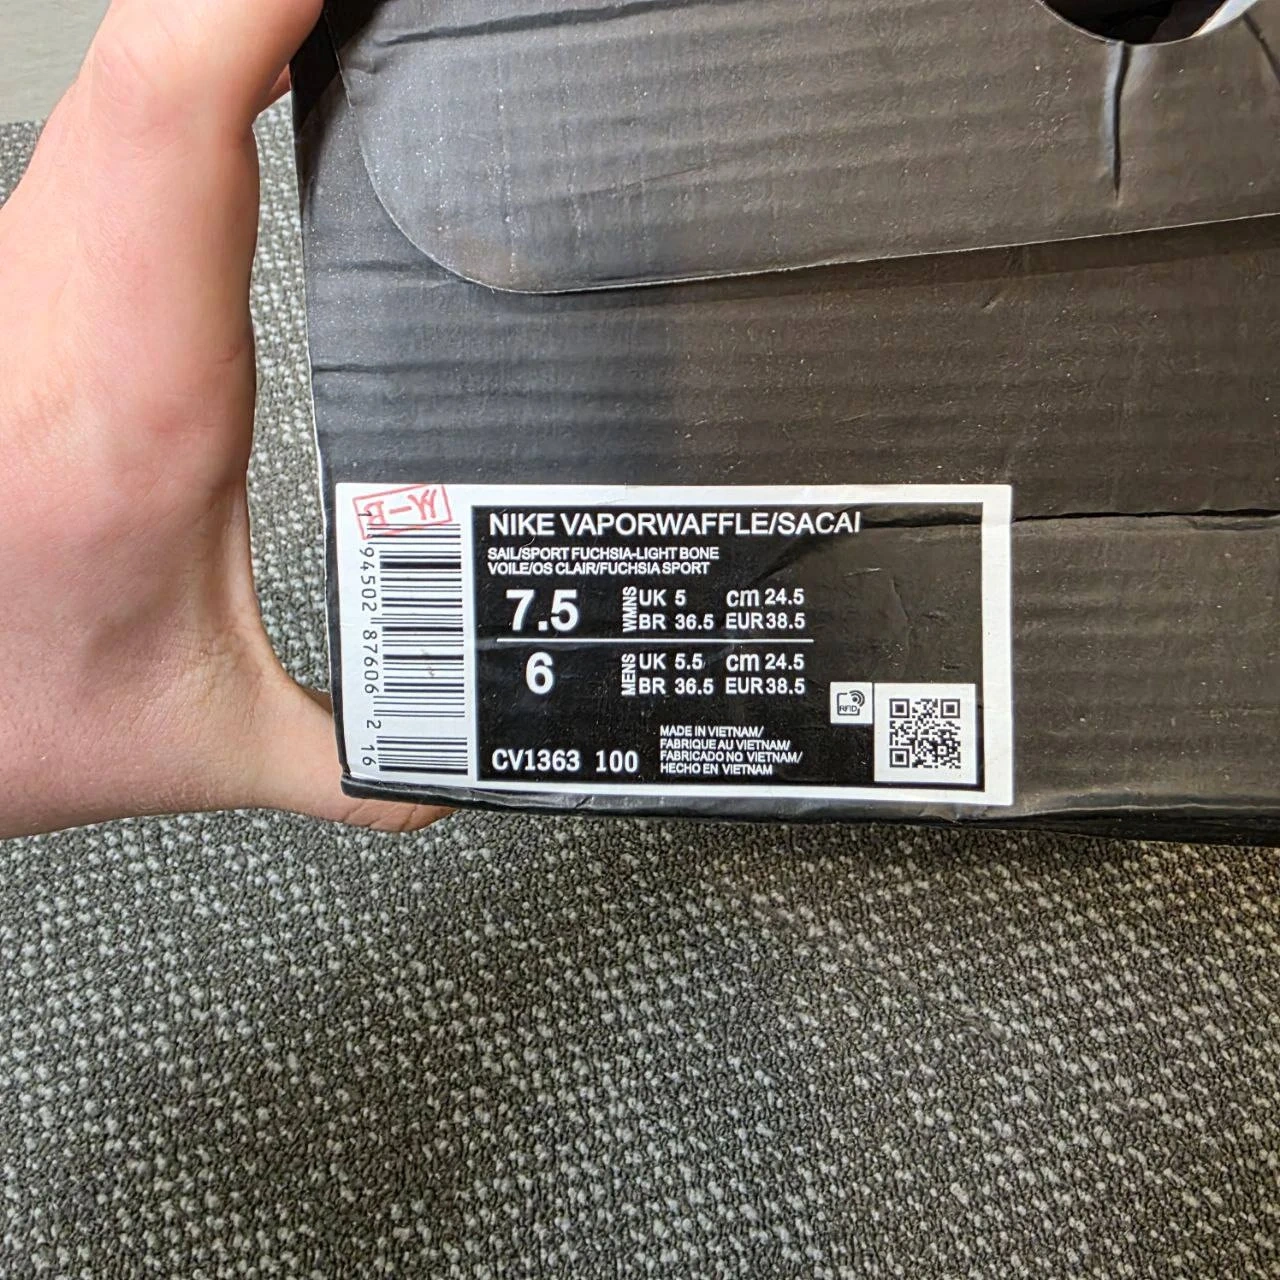 B-YY
1 94502 87606 2 16
NIKE VAPORWAFFLE/SACAI
SAIL/SPORT FUCHSIA-LIGHT BONE
VOILE/OS CLAIR/FUCHSIA SPORT
7.5 WMNS UK 5 cm 24.5
BR 36.5 EUR 38.5
6 MENS UK 5.5 cm 24.5
BR 36.5 EUR 38.5
RFID
CV1363 100
MADE IN VIETNAM/
FABRIQUE AU VIETNAM/
FABRICADO NO VIETNAM/
HECHO EN VIETNAM